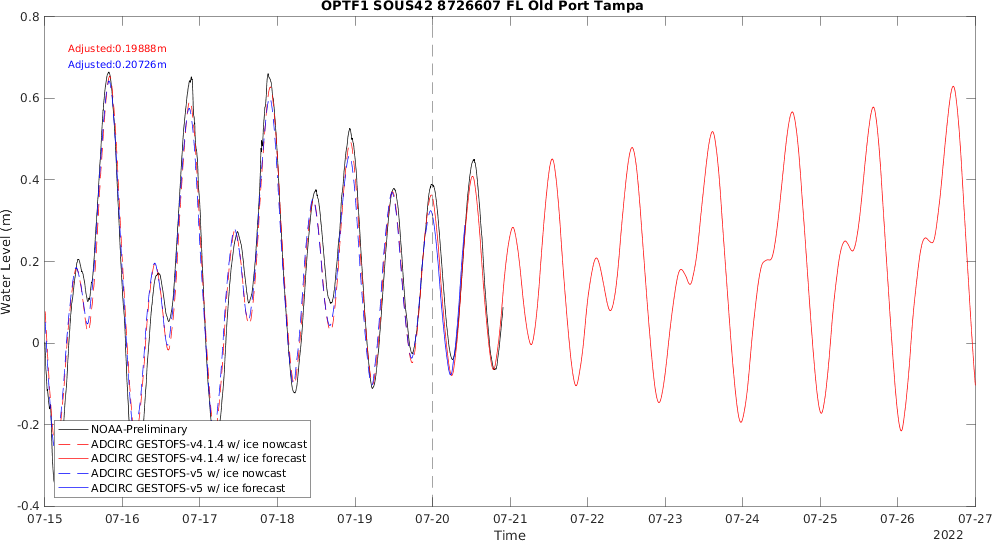 OPTF1 SOUS42 8726607 FL Old Port Tampa
Adjusted:0.19888m
Adjusted:0.20726m
Water Level (m)
0.8
0.6
0.4
0.2
0
-0.2
-0.4
NOAA-Preliminary
ADCIRC GESTOFS-v4.1.4 w/ ice nowcast
ADCIRC GESTOFS-v4.1.4 w/ ice forecast
ADCIRC GESTOFS-v5 w/ ice nowcast
ADCIRC GESTOFS-v5 w/ ice forecast
07-15 07-16 07-17 07-18 07-19 07-20 07-21 07-22 07-23 07-24 07-25 07-26 07-27
Time
2022